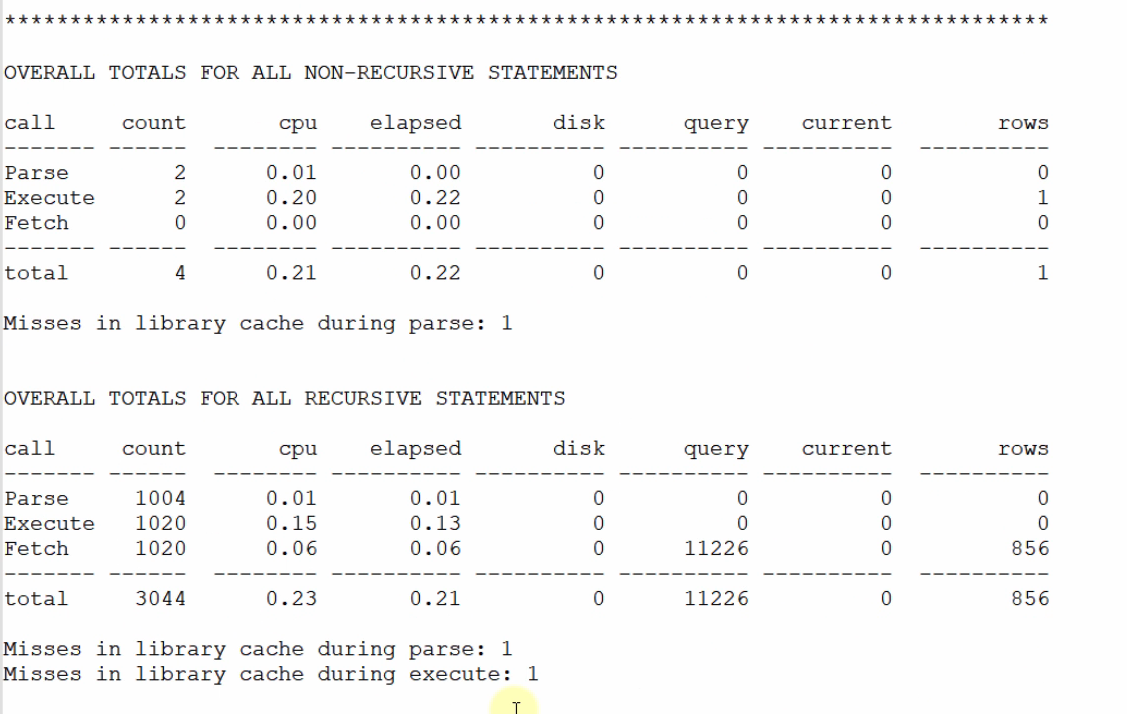 ********************************************************************************
OVERALL TOTALS FOR ALL NON-RECURSIVE STATEMENTS
call     count       cpu    elapsed       disk      query    current        rows
------- ------  -------- ---------- ---------- ---------- ----------  ----------
Parse        2      0.01       0.00          0          0          0           0
Execute      2      0.20       0.22          0          0          0           1
Fetch        0      0.00       0.00          0          0          0           0
------- ------  -------- ---------- ---------- ---------- ----------  ----------
total        4      0.21       0.22          0          0          0           1
Misses in library cache during parse: 1
OVERALL TOTALS FOR ALL RECURSIVE STATEMENTS
call     count       cpu    elapsed       disk      query    current        rows
------- ------  -------- ---------- ---------- ---------- ----------  ----------
Parse     1004      0.01       0.01          0          0          0           0
Execute   1020      0.15       0.13          0          0          0           0
Fetch     1020      0.06       0.06          0      11226          0         856
------- ------  -------- ---------- ---------- ---------- ----------  ----------
total     3044      0.23       0.21          0      11226          0         856
Misses in library cache during parse: 1
Misses in library cache during execute: 1